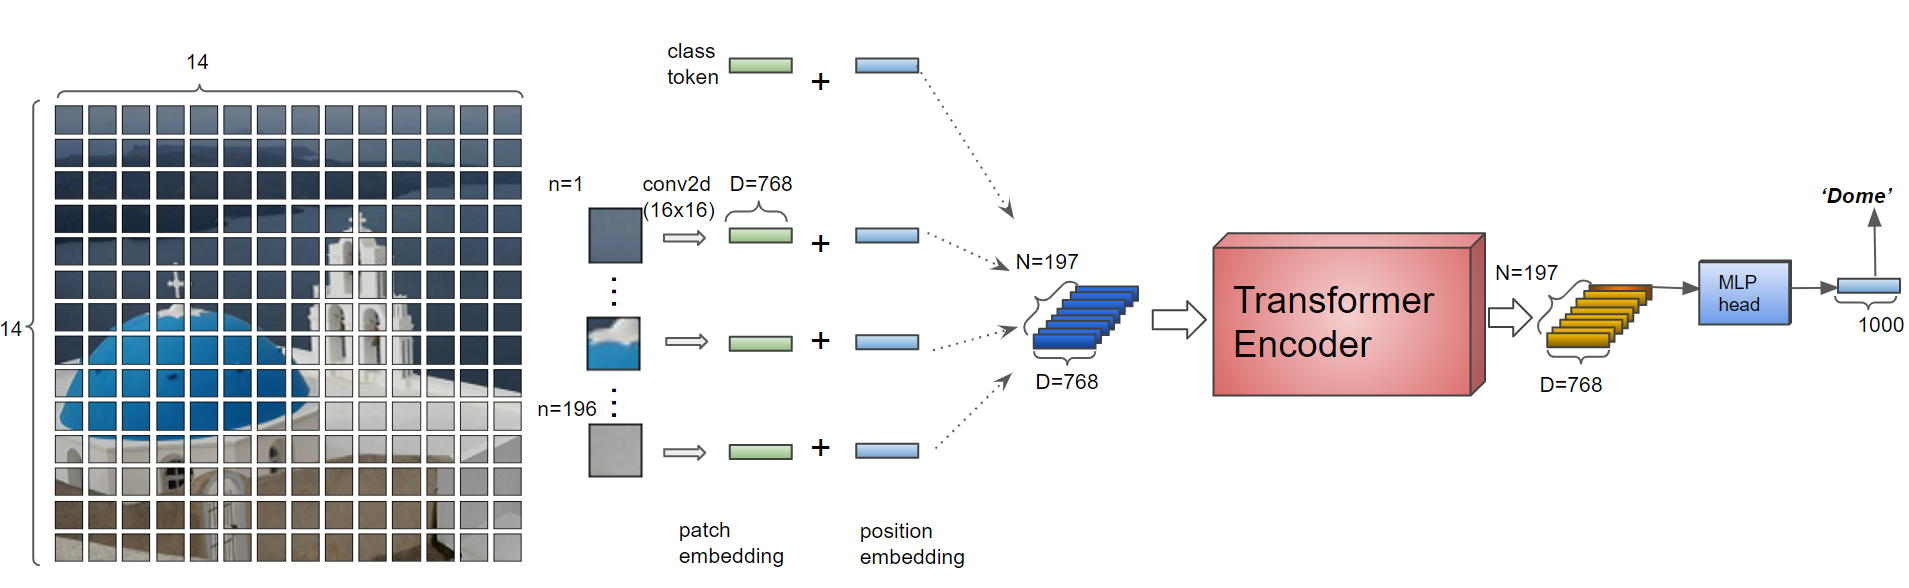 14
14
class
token
+
n=1
conv2d
(16x16)
D=768
+
+
n=196
+
patch
embedding
position
embedding
N=197
D=768
Transformer
Encoder
N=197
D=768
MLP
head
‘Dome’
1000